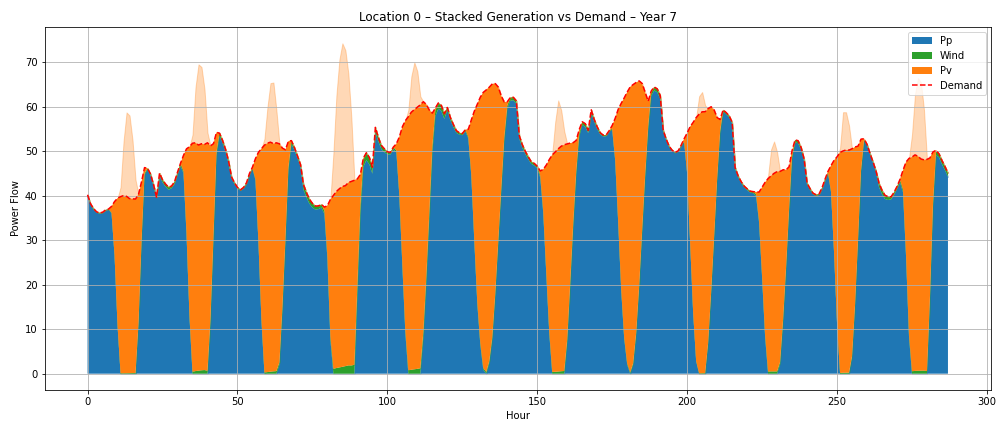 Location 0 – Stacked Generation vs Demand – Year 7
Pp
Wind
Pv
Demand
Power Flow
70
60
50
40
30
20
10
0
0 50 100 150 200 250 300
Hour